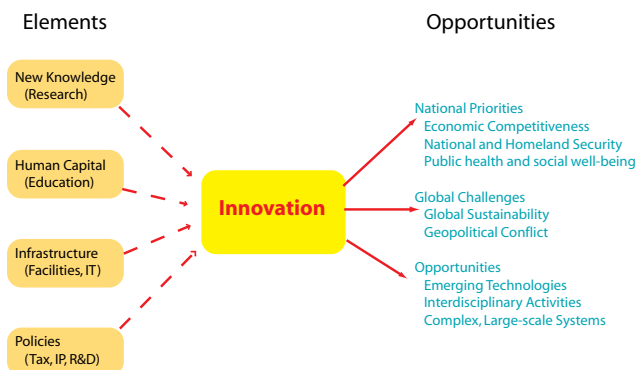 Elements
Opportunities
New Knowledge
(Research)
Human Capital
(Education)
Infrastructure
(Facilities, IT)
Policies
(Tax, IP, R&D)
Innovation
National Priorities
Economic Competitiveness
National and Homeland Security
Public health and social well-being
Global Challenges
Global Sustainability
Geopolitical Conflict
Opportunities
Emerging Technologies
Interdisciplinary Activities
Complex, Large-scale Systems